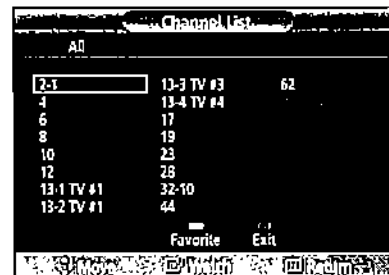 Channel List
All
2-1
4
6
8
10
12
13-1 TV #1
13-2 TV #1
13-3 TV #3
13-4 TV #4
17
19
23
28
32-10
44
62
Favorite
Exit
Move